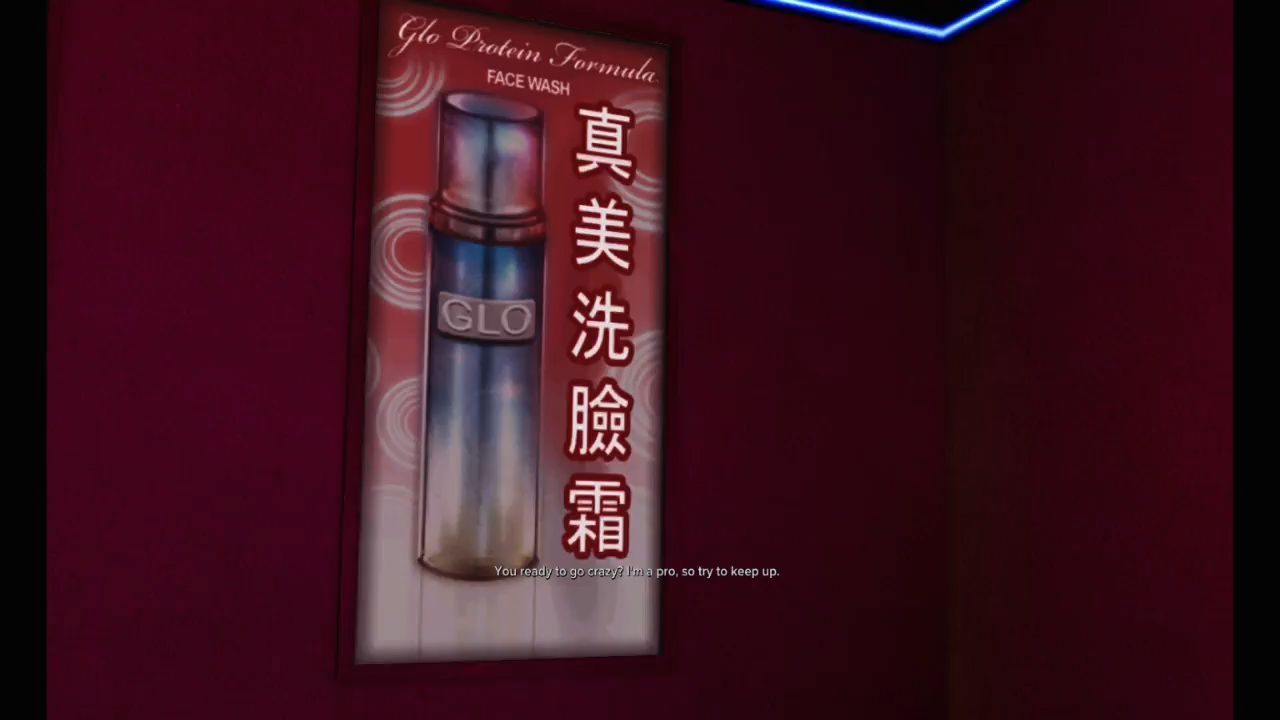 Glo Protein Formula
FACE WASH
真美洗臉霜
GLO
You ready to go crazy? I'm a pro, so try to keep up.